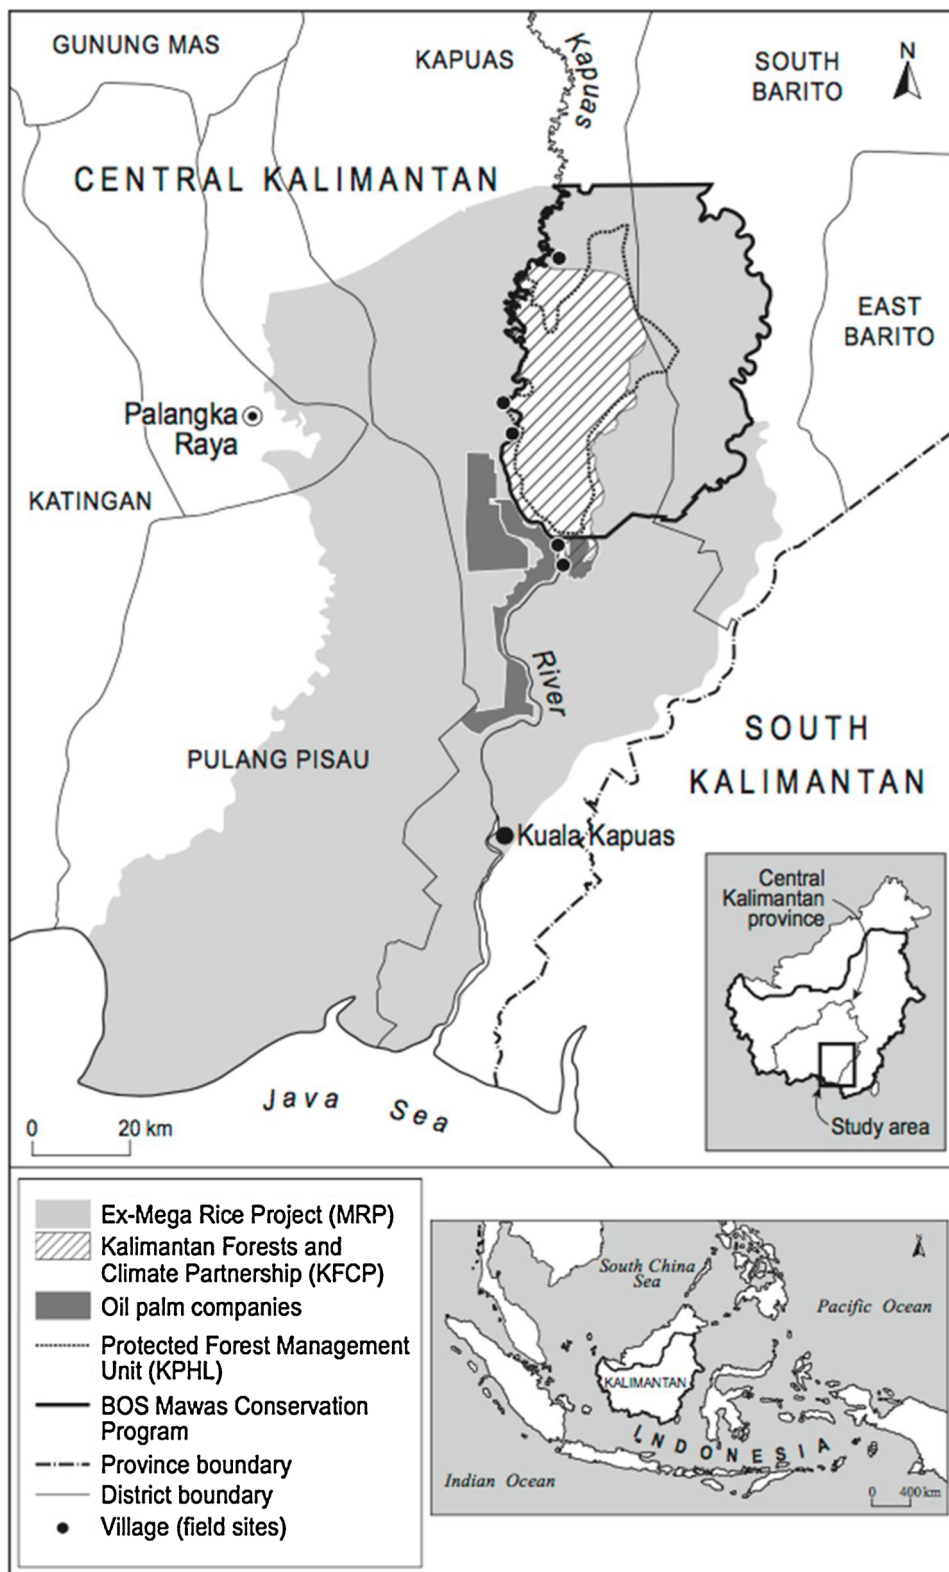 GUNUNG MAS
KAPUAS
Kapuas
SOUTH
BARITO
N
CENTRAL KALIMANTAN
EAST
BARITO
Palangka
Raya
KATINGAN
River
PULANG PISAU
SOUTH
KALIMANTAN
Kuala Kapuas
Central
Kalimantan
province
Study area
Java Sea
0 20 km
Ex-Mega Rice Project (MRP)
Kalimantan Forests and
Climate Partnership (KFCP)
Oil palm companies
Protected Forest Management
Unit (KPHL)
BOS Mawas Conservation
Program
Province boundary
District boundary
Village (field sites)
South China
Sea
N
Pacific Ocean
KALIMANTAN
INDONESIA
Indian Ocean
0 400 km